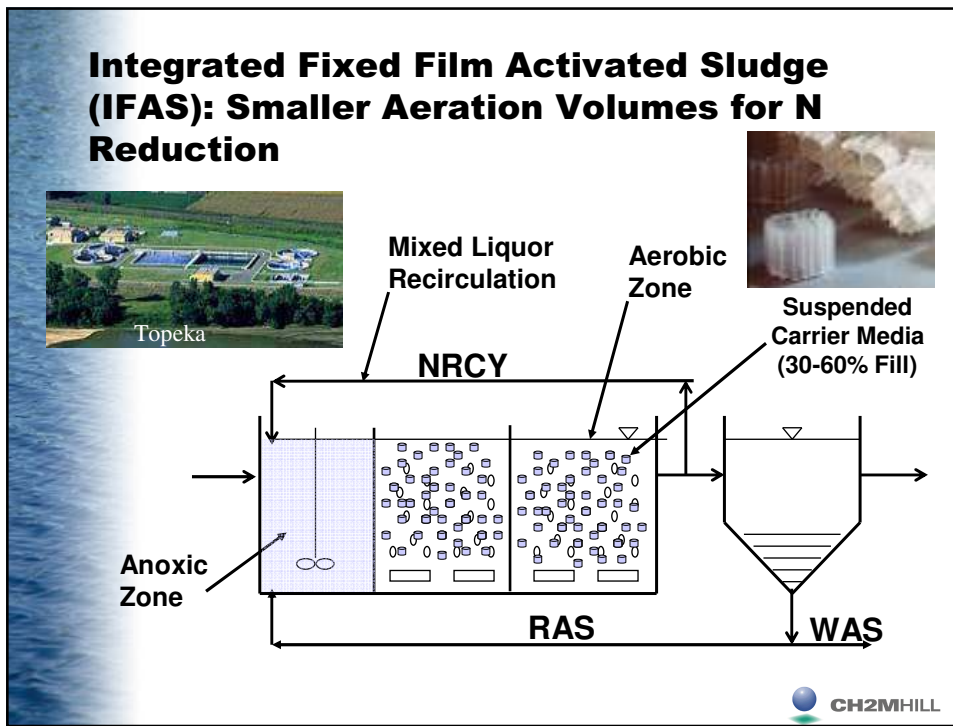 Integrated Fixed Film Activated Sludge
(IFAS): Smaller Aeration Volumes for N
Reduction
Topeka
Mixed Liquor
Recirculation
Aerobic
Zone
Suspended
Carrier Media
(30-60% Fill)
NRCY
Anoxic
Zone
RAS
WAS
CH2MHILL